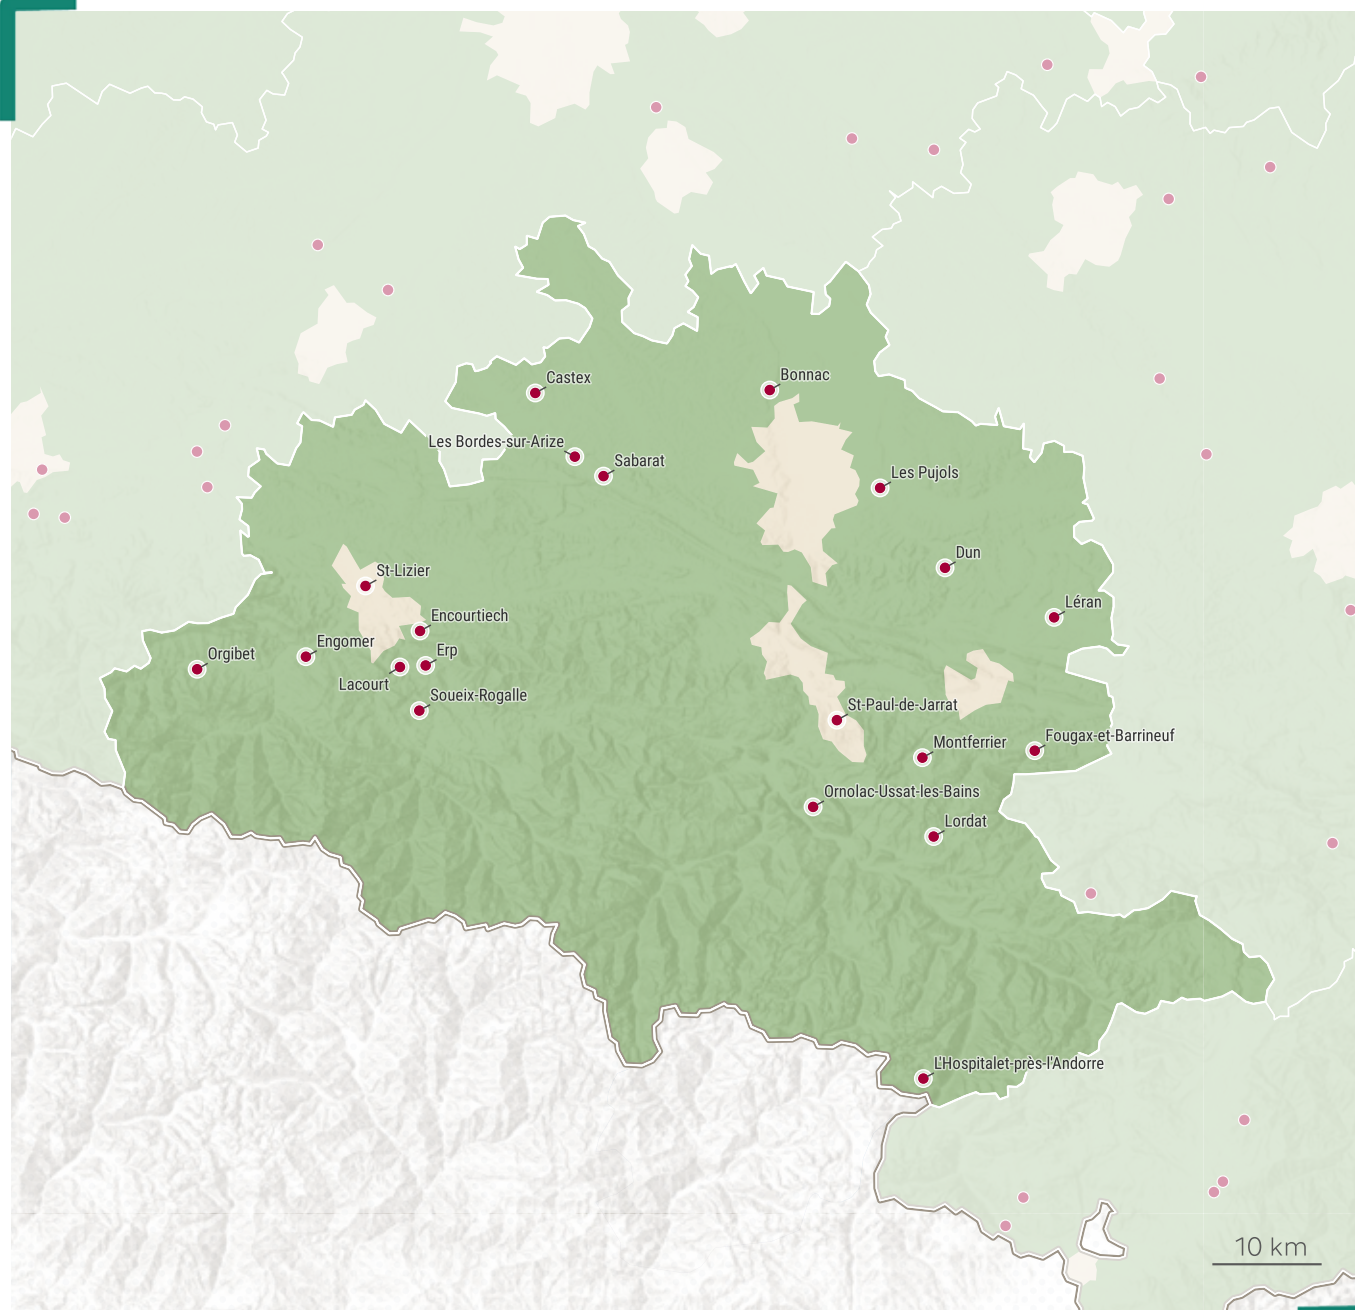 Castex
Bonnac
Les Bordes-sur-Arize
Sabarat
Les Pujols
Dun
St-Lizier
Léran
Encourtiech
Engomer
Erp
Orgibet
Lacourt
Soueix-Rogalle
St-Paul-de-Jarrat
Fougax-et-Barrineuf
Montferrier
Ornolac-Ussat-les-Bains
Lordat
L'Hospitalet-près-l'Andorre
10 km